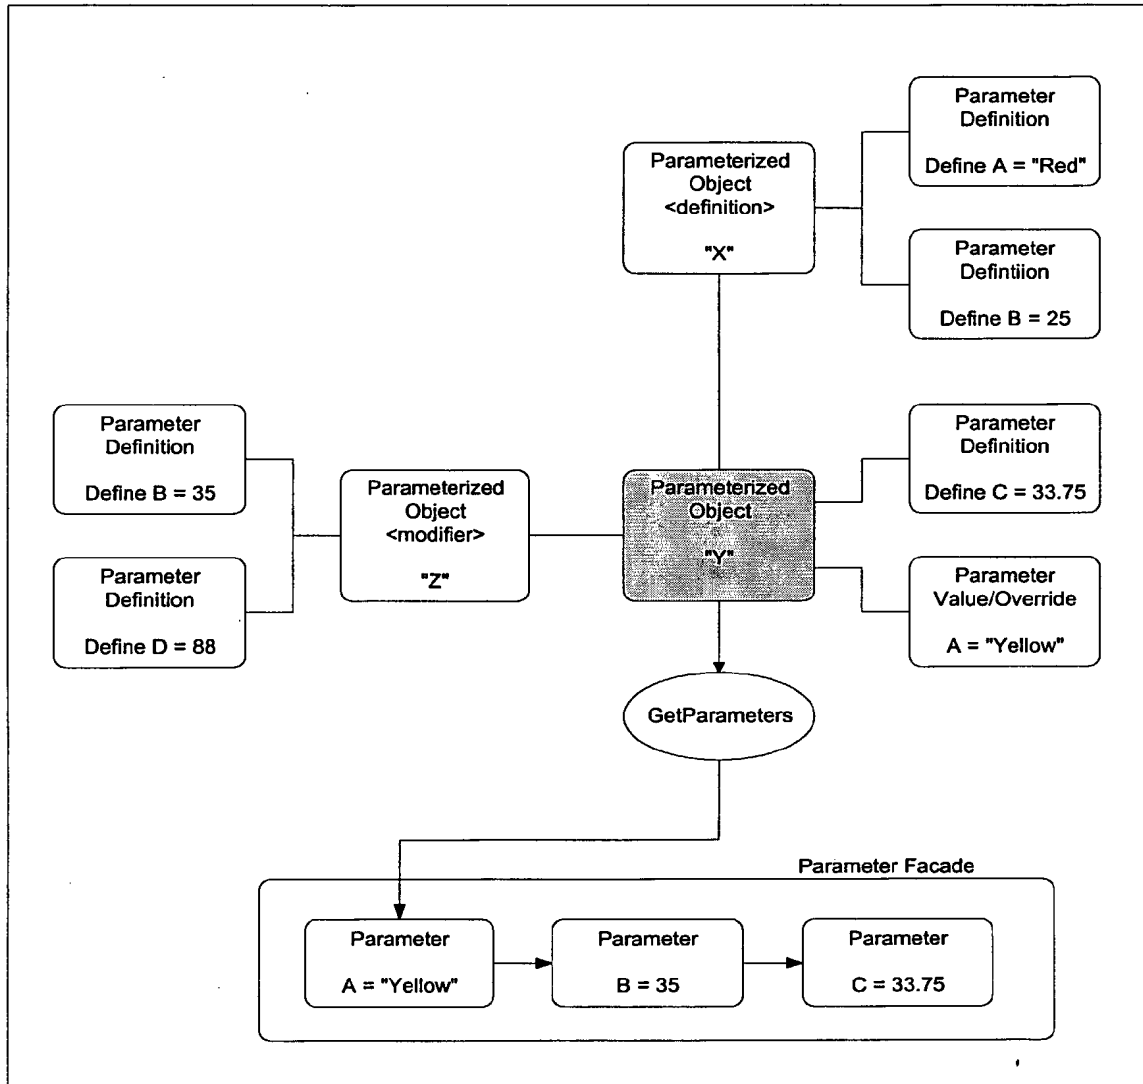 Parameter
Definition
Define A = "Red"
Parameterized
Object
<definition>
"X"
Parameter
Defintiion
Define B = 25
Parameter
Definition
Define B = 35
Parameterized
Object
<modifier>
"Z"
Parameterized
Object
"Y"
Parameter
Definition
Define C = 33.75
Parameter
Definition
Define D = 88
Parameter
Value/Override
A = "Yellow"
GetParameters
Parameter Facade
Parameter
A = "Yellow"
Parameter
B = 35
Parameter
C = 33.75